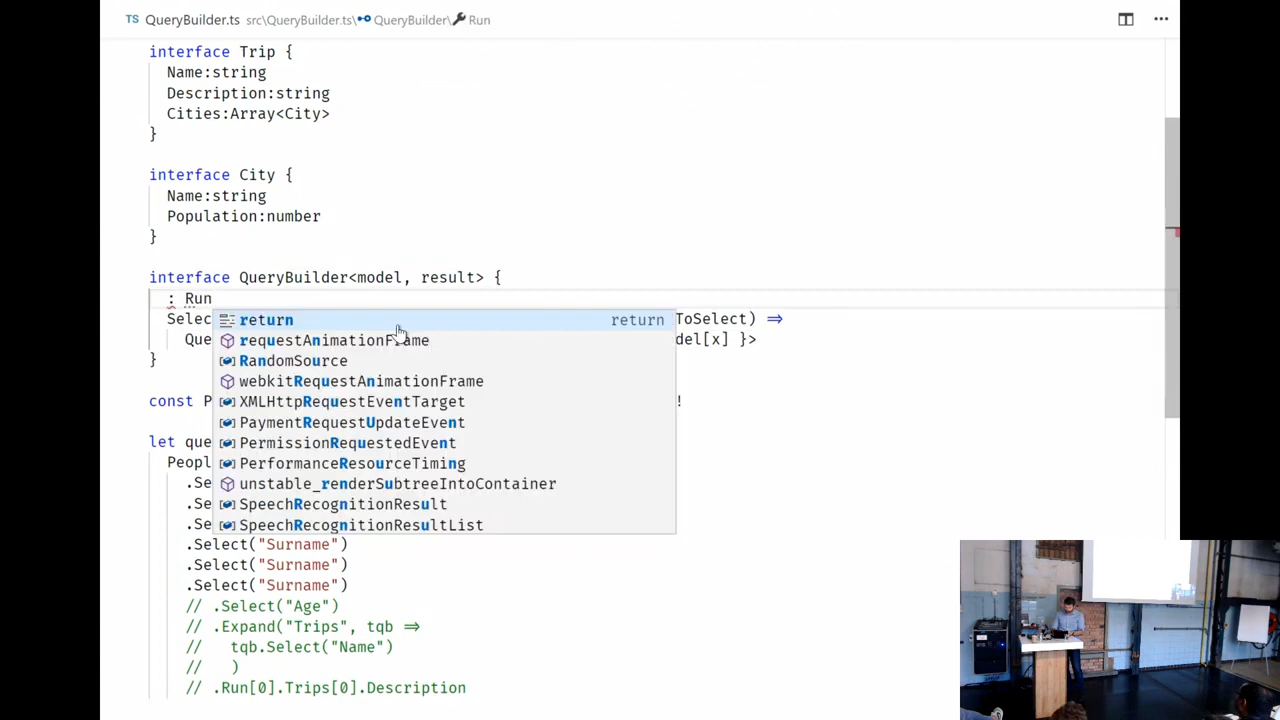 TS QueryBuilder.ts src\QueryBuilder.ts\ QueryBuilder\ Run
interface Trip {
Name:string
Description:string
Cities:Array<City>
}
interface City {
Name:string
Population:number
}
interface QueryBuilder<model, result> {
: Run
Selec
return return
ToSelect) ⇒
requestAnimationFrame
Que
del[x] }>
RandomSource
}
webkitRequestAnimationFrame
XMLHttpRequestEventTarget
const P
!
PaymentRequestUpdateEvent
PermissionRequestedEvent
let que
PerformanceResourceTiming
Peopl
unstable_renderSubtreeIntoContainer
.Se
SpeechRecognitionResult
.Se
SpeechRecognitionResultList
.Se
.Select("Surname")
.Select("Surname")
.Select("Surname")
// .Select("Age")
// .Expand("Trips", tqb ⇒
// tqb.Select("Name")
// )
// .Run[0].Trips[0].Description